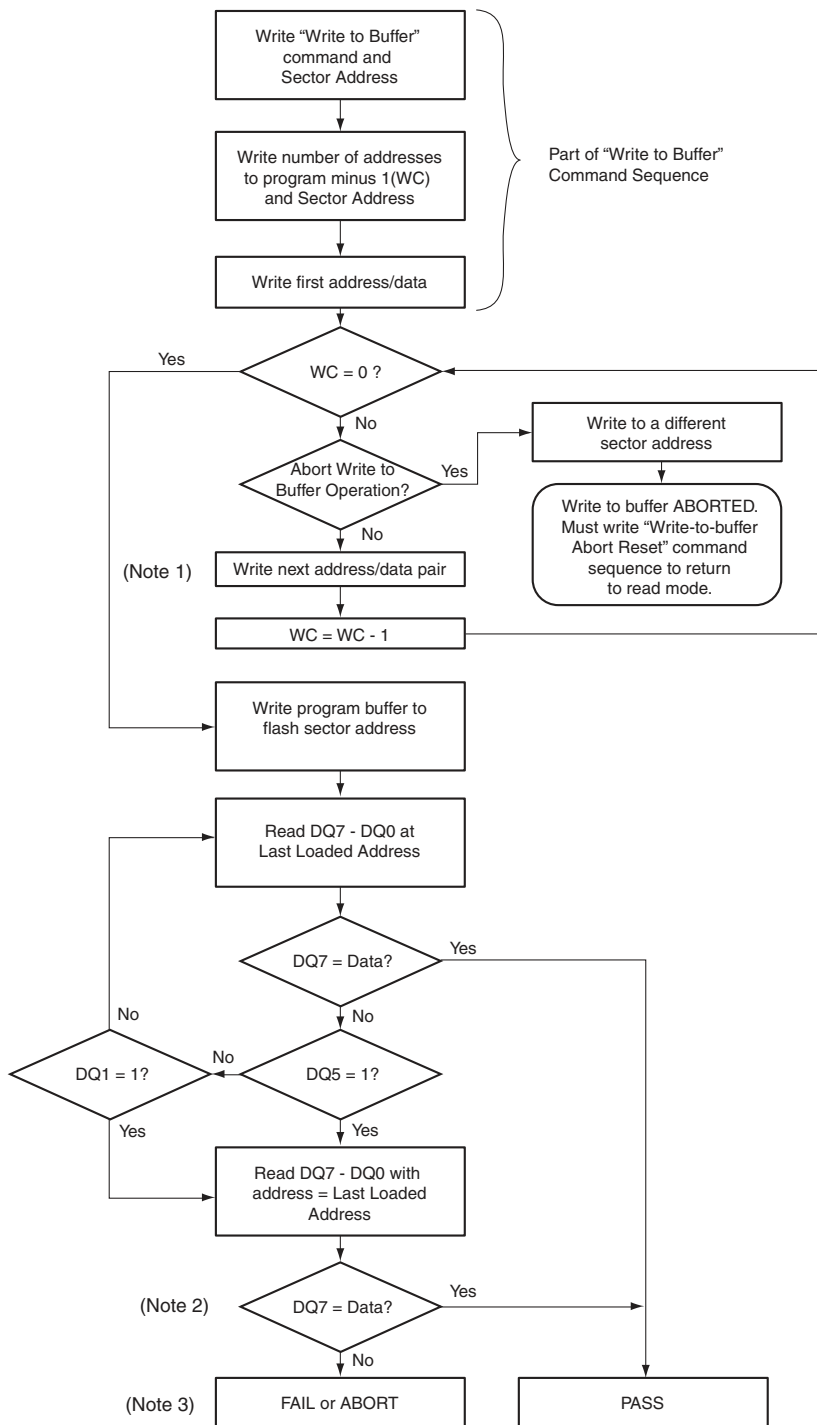 Write “Write to Buffer”
command and
Sector Address
Write number of addresses
to program minus 1(WC)
and Sector Address
Part of “Write to Buffer”
Command Sequence
Write first address/data
Yes
WC = 0 ?
No
Write to a different
sector address
Abort Write to
Buffer Operation?
Yes
No
Write to buffer ABORTED.
Must write “Write-to-buffer
Abort Reset” command
sequence to return
to read mode.
(Note 1)
Write next address/data pair
WC = WC - 1
Write program buffer to
flash sector address
Read DQ7 - DQ0 at
Last Loaded Address
DQ7 = Data?
Yes
No
No
DQ1 = 1?
No
DQ5 = 1?
Yes
Yes
Read DQ7 - DQ0 with
address = Last Loaded
Address
(Note 2)
DQ7 = Data?
Yes
No
(Note 3)
FAIL or ABORT
PASS